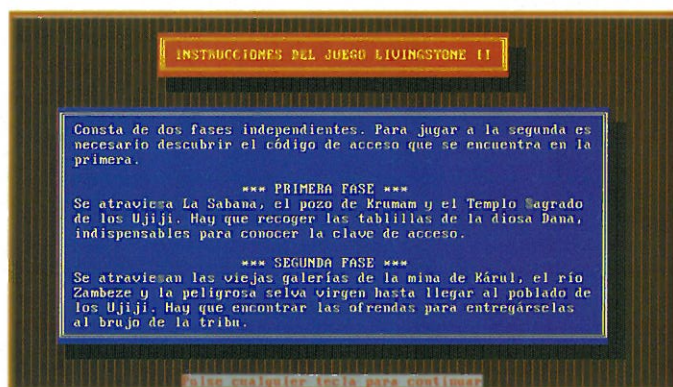 INSTRUCCIONES DEL JUEGO LIVINGSTONE II
Consta de dos fases independientes. Para jugar a la segunda es
necesario descubrir el código de acceso que se encuentra en la
primera.
*** PRIMERA FASE ***
Se atraviesa La Sabana, el pozo de Krumam y el Templo Sagrado
de los Ujiji. Hay que recoger las tablillas de la diosa Dana,
indispensables para conocer la clave de acceso.
*** SEGUNDA FASE ***
Se atraviesan las viejas galerías de la mina de Kárul, el río
Zambeze y la peligrosa selva virgen hasta llegar al poblado de
los Ujiji. Hay que encontrar las ofrendas para entregárselas
al brujo de la tribu.
Pulse cualquier tecla para continuar